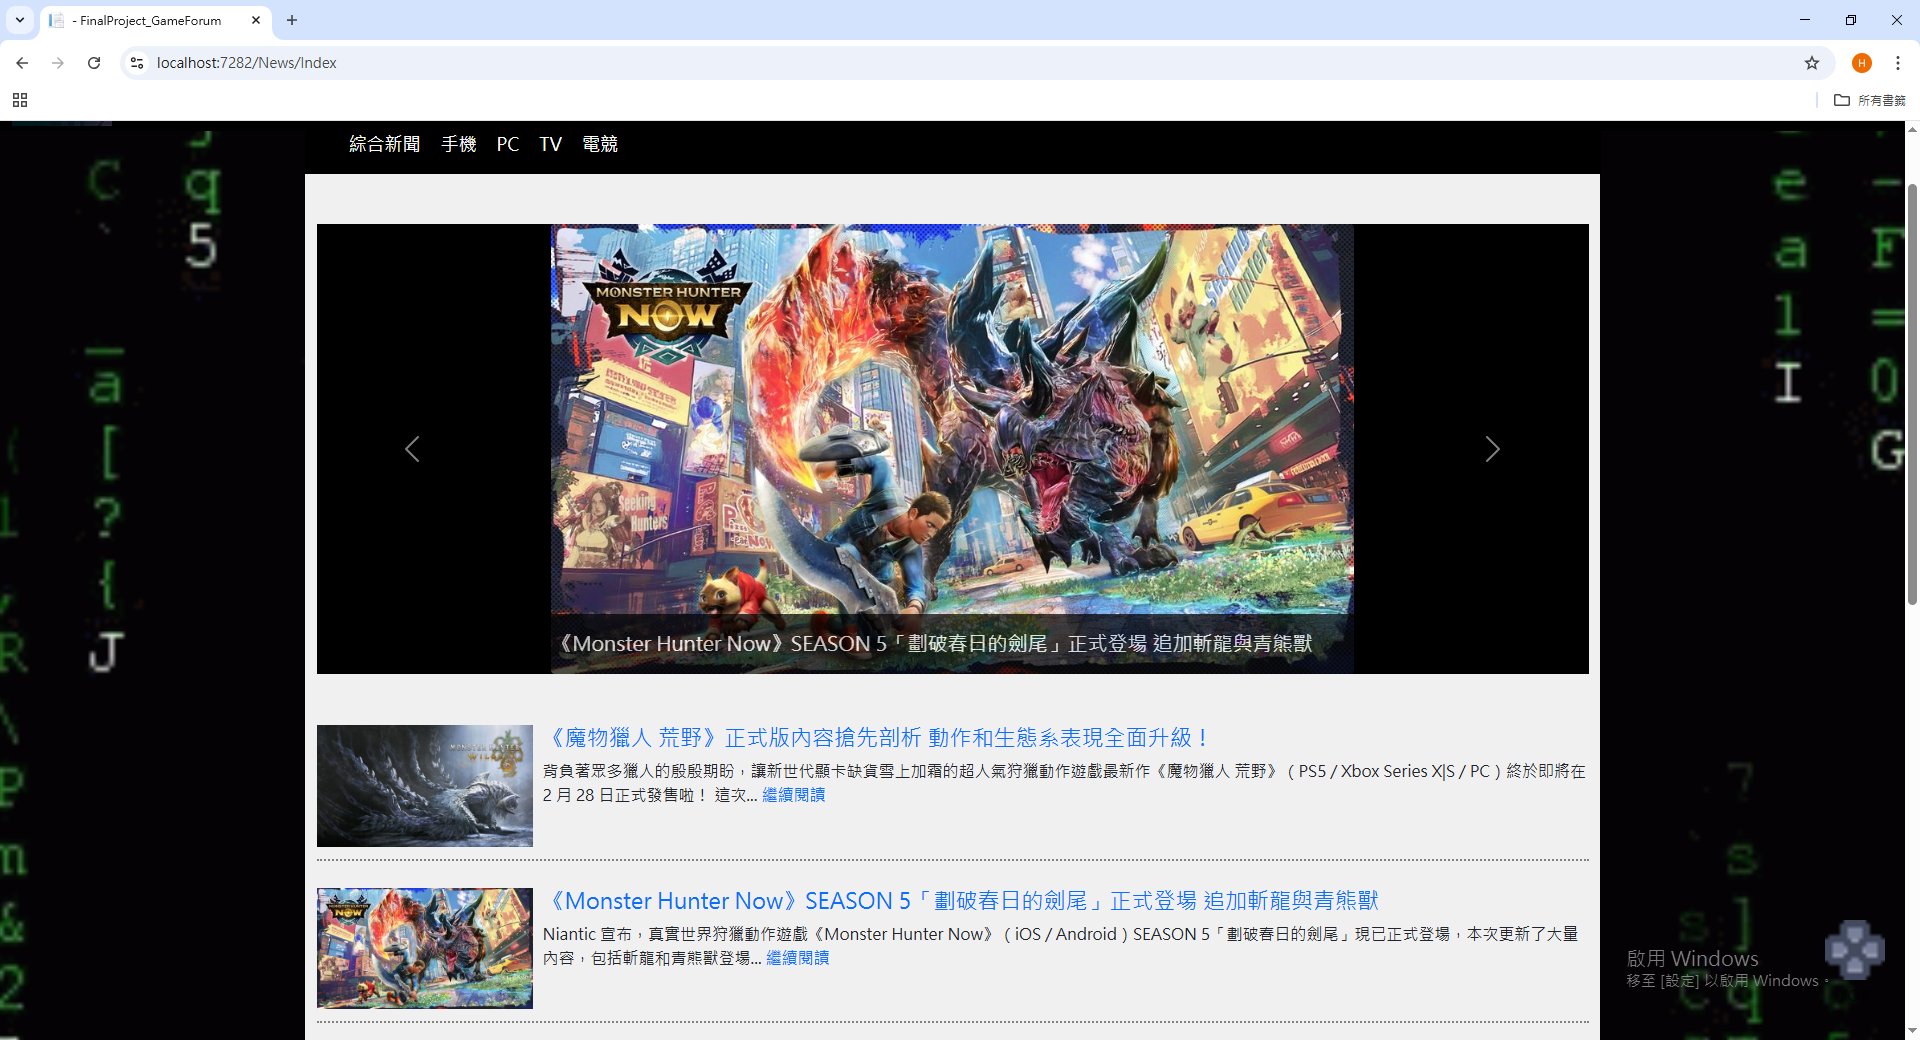 - FinalProject_GameForum
localhost:7282/News/Index
H
所有書籤
綜合新聞 手機 PC TV 電競
MONSTER HUNTER
NOW
Seeking
Hunters
《Monster Hunter Now》SEASON 5「劃破春日的劍尾」正式登場 追加斬龍與青熊獸
MONSTER HUNTER
WILDS
《魔物獵人 荒野》正式版內容搶先剖析 動作和生態系表現全面升級！
背負著眾多獵人的殷殷期盼，讓新世代顯卡缺貨雪上加霜的超人氣狩獵動作遊戲最新作《魔物獵人 荒野》（PS5 / Xbox Series X|S / PC）終於即將在
2 月 28 日正式發售啦！ 這次... 繼續閱讀
MONSTER HUNTER
NOW
《Monster Hunter Now》SEASON 5「劃破春日的劍尾」正式登場 追加斬龍與青熊獸
Niantic 宣布，真實世界狩獵動作遊戲《Monster Hunter Now》（iOS / Android）SEASON 5「劃破春日的劍尾」現已正式登場，本次更新了大量
內容，包括斬龍和青熊獸登場... 繼續閱讀
啟用 Windows
移至 [設定] 以啟用 Windows。